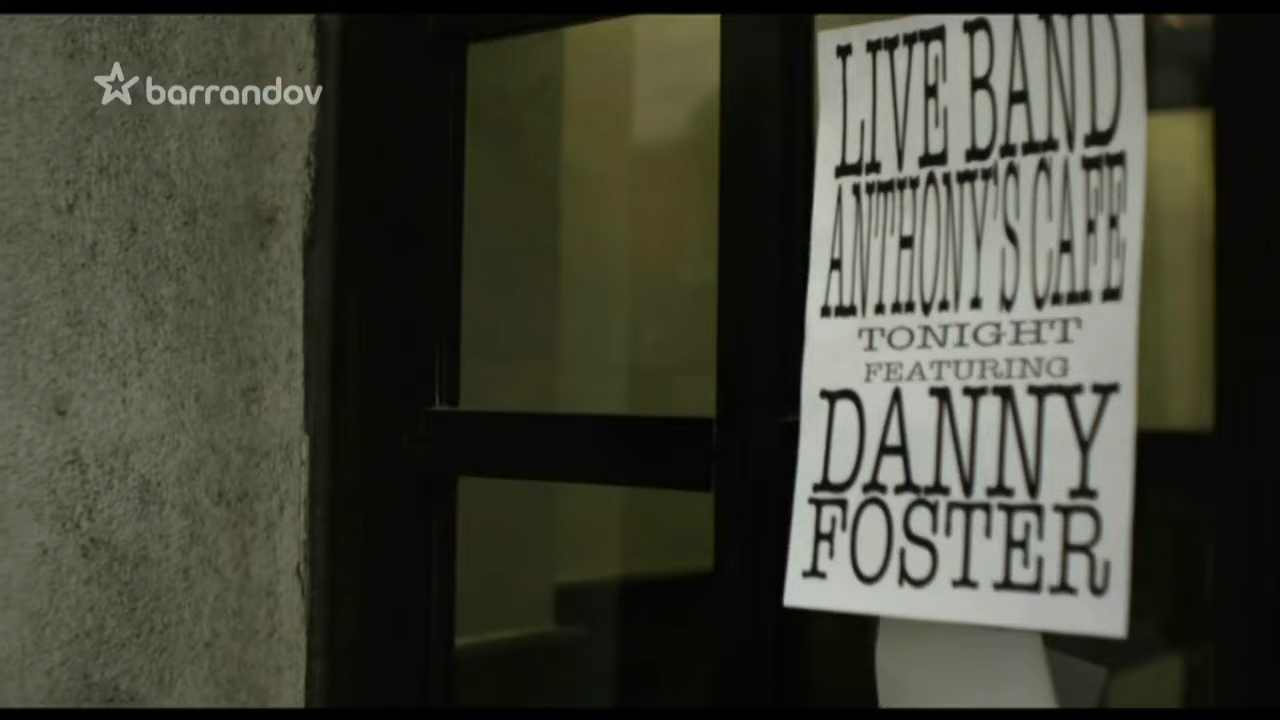 barrandov
LIVE BAND
ANTHONY'S CAFE
TONIGHT
FEATURING
DANNY
FOSTER